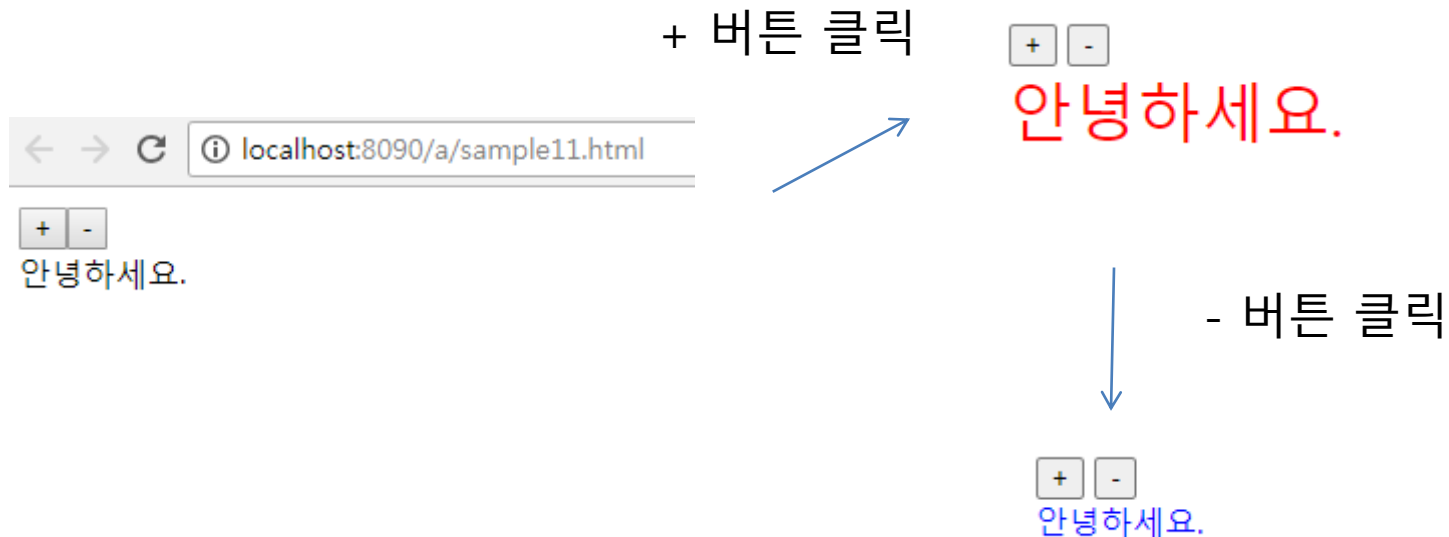 + 버튼 클릭
+ -
안녕하세요.
localhost:8090/a/sample11.html
+ -
안녕하세요.
- 버튼 클릭
+ -
안녕하세요.